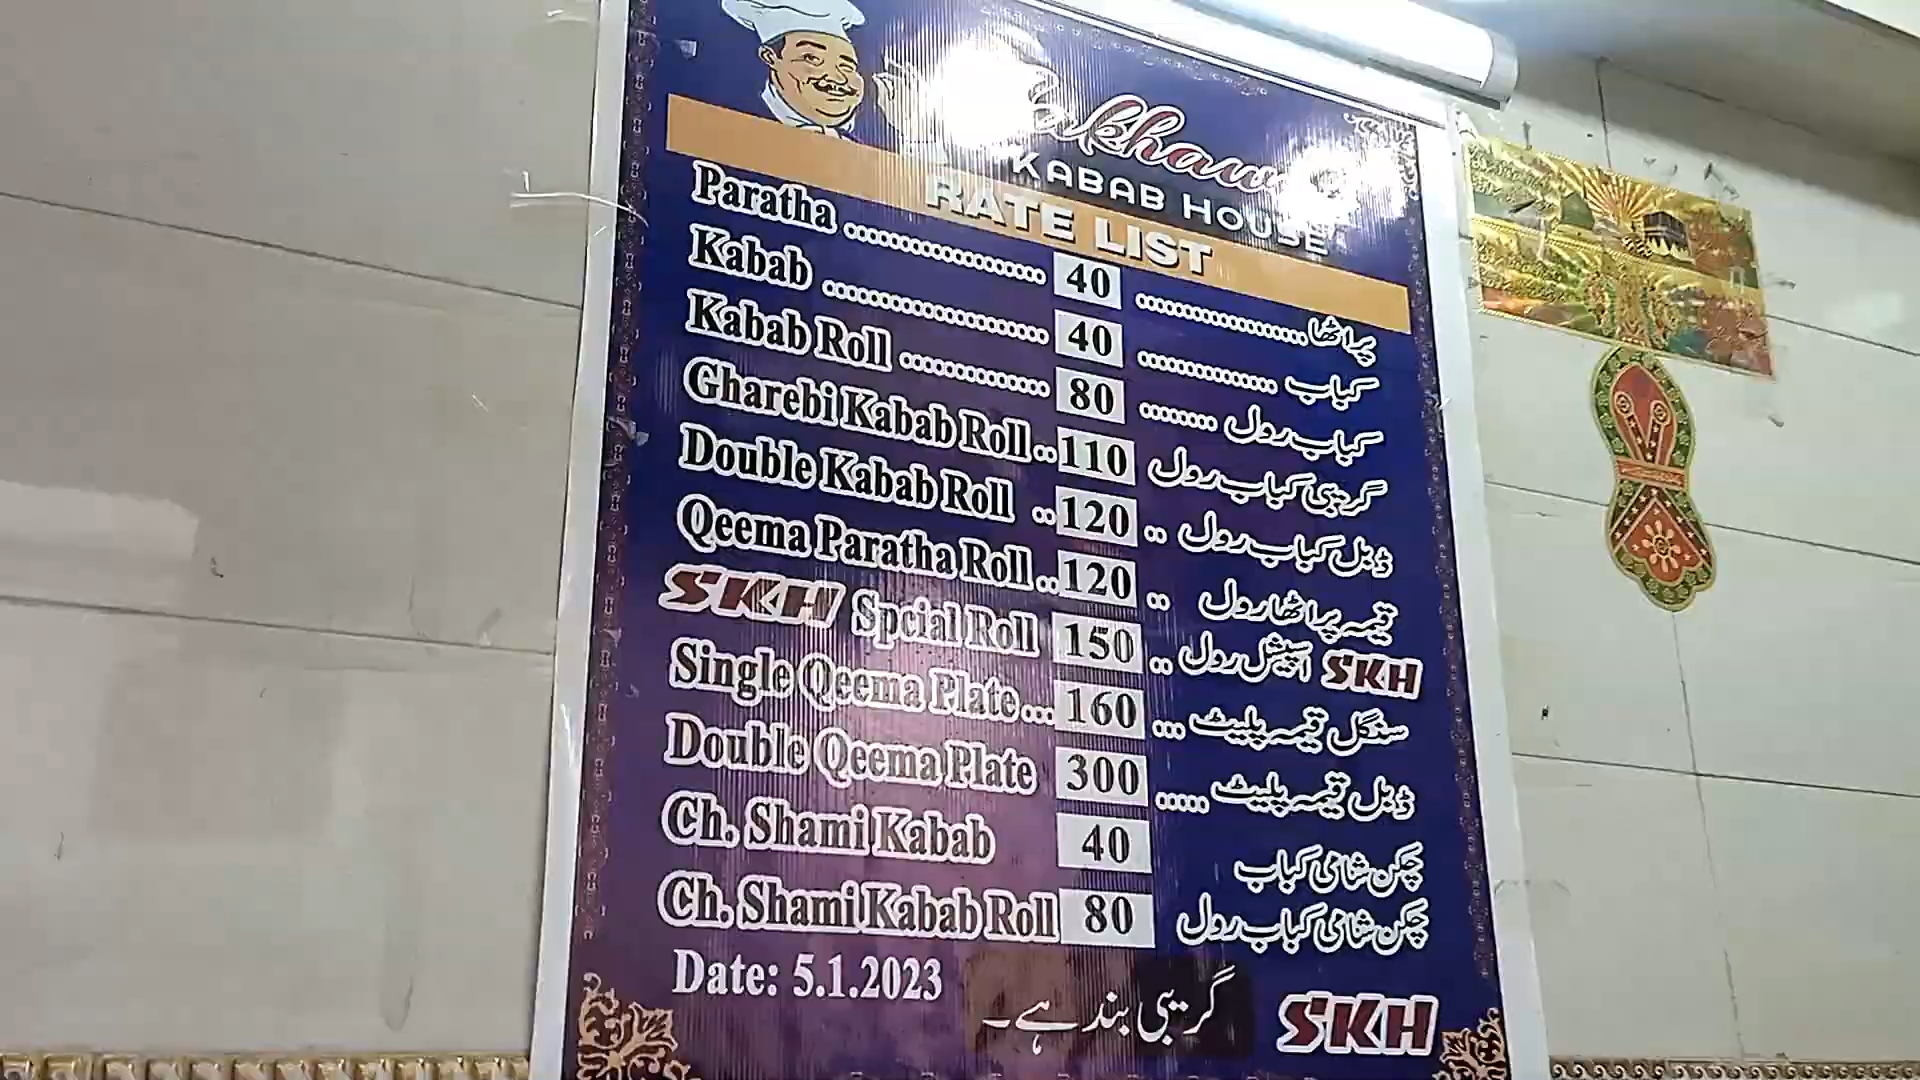 KABAB HOUSE
RATE LIST
Paratha .................. 40 .................. پراٹھا
Kabab .................. 40 .............. کباب
Kabab Roll .............. 80 ........ کباب رول
Gharebi Kabab Roll..110 گریبی کباب رول
Double Kabab Roll ..120 .. ڈبل کباب رول
Qeema Paratha Roll ..120 .. قیمہ پراٹھا رول
SKH Spcial Roll 150 .. اسپیشل رول SKH
Single Qeema Plate ... 160 ... سنگل قیمہ پلیٹ
Double Qeema Plate 300 ..... ڈبل قیمہ پلیٹ
Ch. Shami Kabab 40 چکن شامی کباب
Ch. Shami Kabab Roll 80 چکن شامی کباب رول
Date: 5.1.2023 گریبی بند ہے۔ SKH